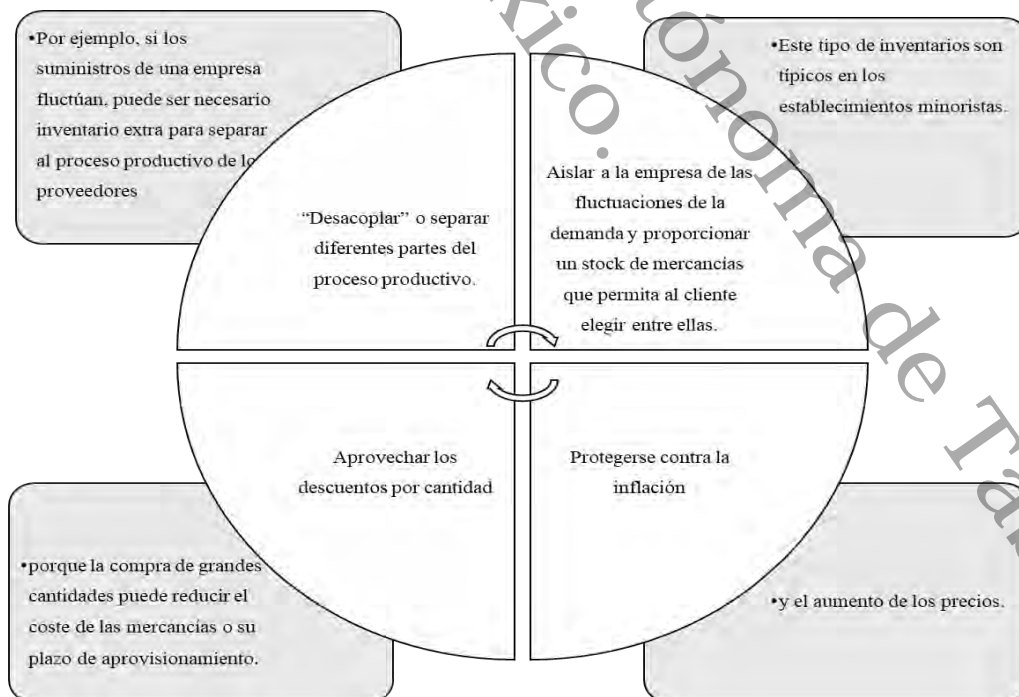 •Por ejemplo, si los
suministros de una empresa
fluctúan, puede ser necesario
inventario extra para separar
al proceso productivo de
proveedores
•Este tipo de inventarios son
típicos en los
establecimientos minoristas.
“Desacoplar” o separar
diferentes partes del
proceso productivo.
Aislar a la empresa de las
fluctuaciones de la
demanda y proporcionar
un stock de mercancías
que permita al cliente
elegir entre ellas.
Aprovechar los
descuentos por cantidad
Protegerse contra la
inflación
•porque la compra de grandes
cantidades puede reducir el
coste de las mercancías o su
plazo de aprovisionamiento.
•y el aumento de los precios.
xico.
tónoma de Tab